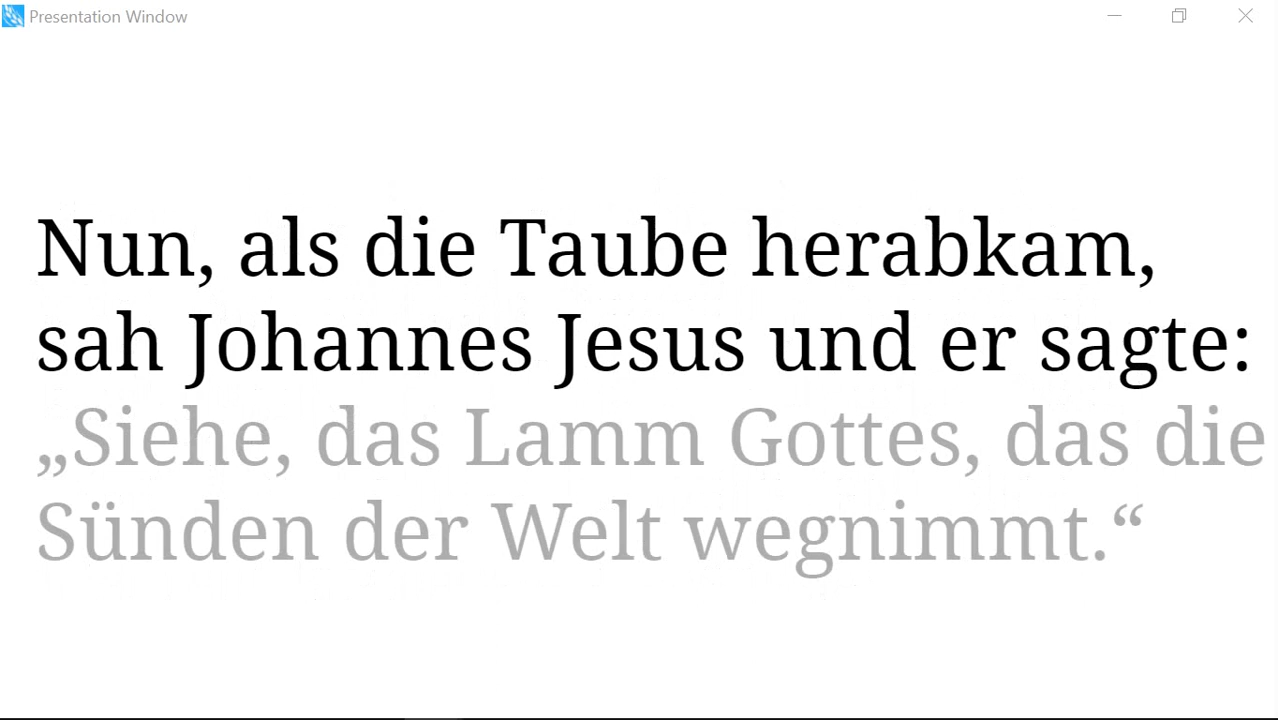 Presentation Window
Nun, als die Taube herabkam,
sah Johannes Jesus und er sagte:
„Siehe, das Lamm Gottes, das die
Sünden der Welt wegnimmt.“